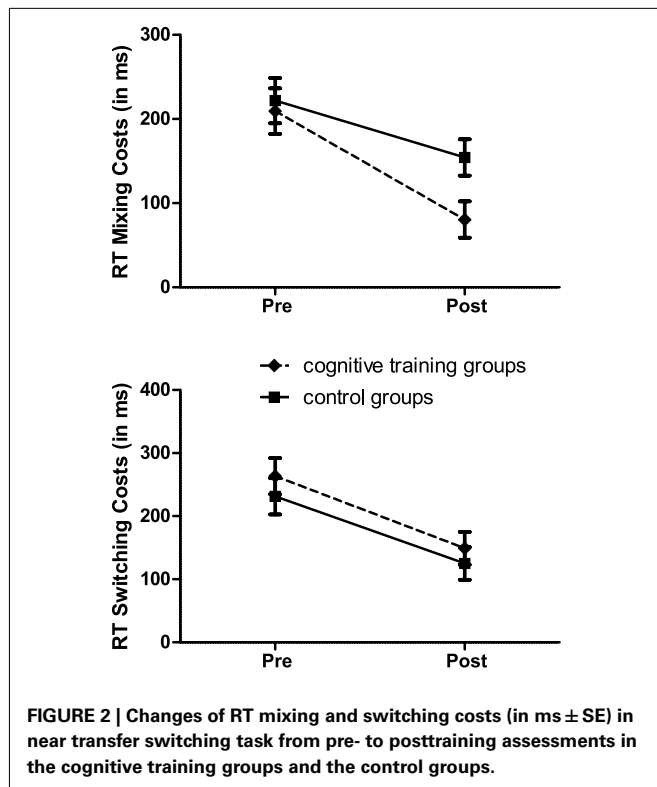 300
200
100
0
RT Mixing Costs (in ms)
Pre
Post
cognitive training groups
control groups
400
300
200
100
0
RT Switching Costs (in ms)
Pre
Post
FIGURE 2 | Changes of RT mixing and switching costs (in ms ± SE) in
near transfer switching task from pre- to posttraining assessments in
the cognitive training groups and the control groups.